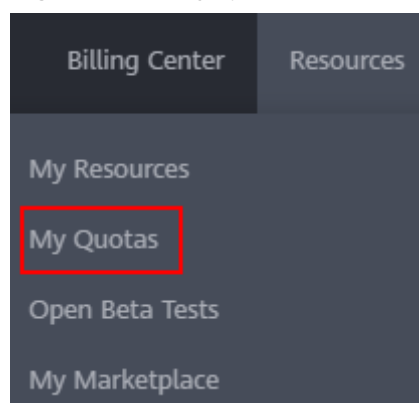 Billing Center Resources
My Resources
My Quotas
Open Beta Tests
My Marketplace